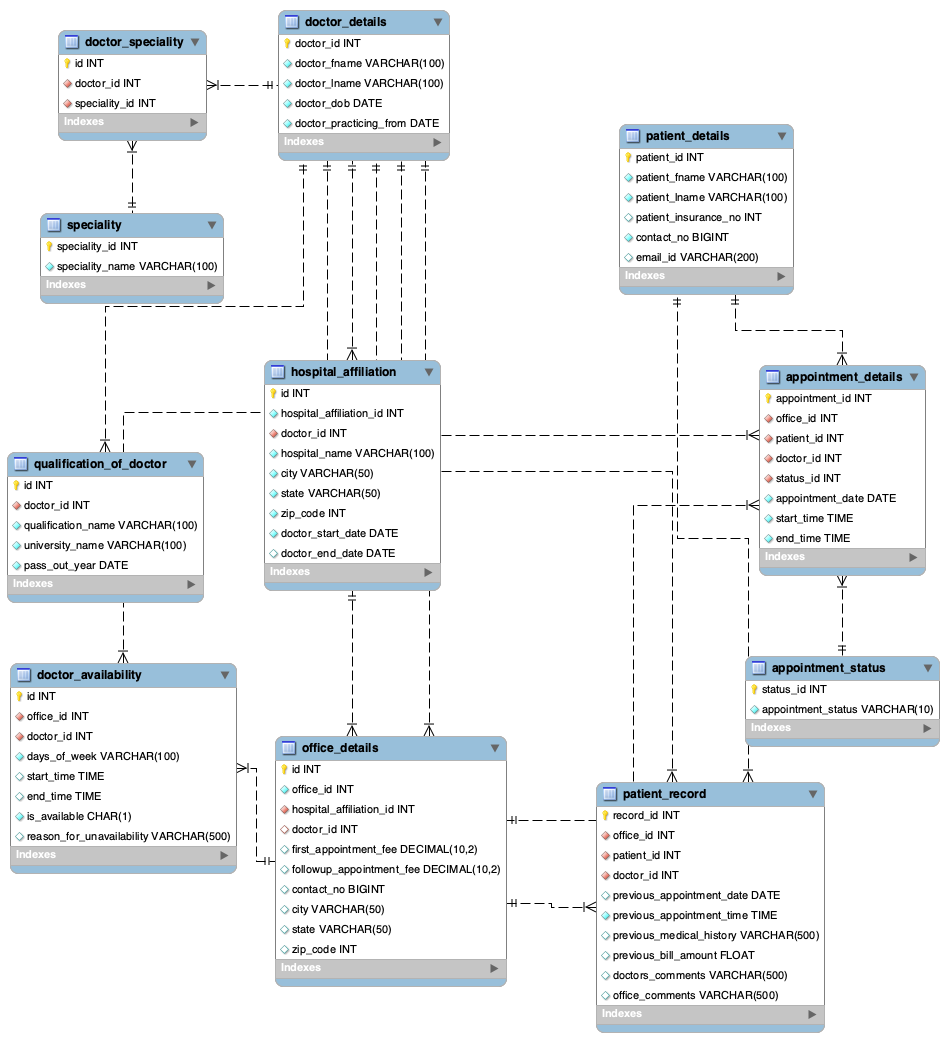 doctor_details
doctor_id INT
doctor_fname VARCHAR(100)
doctor_lname VARCHAR(100)
doctor_dob DATE
doctor_practicing_from DATE
Indexes
doctor_speciality
id INT
doctor_id INT
speciality_id INT
Indexes
patient_details
patient_id INT
patient_fname VARCHAR(100)
patient_lname VARCHAR(100)
patient_insurance_no INT
contact_no BIGINT
email_id VARCHAR(200)
Indexes
speciality
speciality_id INT
speciality_name VARCHAR(100)
Indexes
hospital_affiliation
id INT
hospital_affiliation_id INT
doctor_id INT
hospital_name VARCHAR(100)
city VARCHAR(50)
state VARCHAR(50)
zip_code INT
doctor_start_date DATE
doctor_end_date DATE
Indexes
appointment_details
appointment_id INT
office_id INT
patient_id INT
doctor_id INT
status_id INT
appointment_date DATE
start_time TIME
end_time TIME
Indexes
qualification_of_doctor
id INT
doctor_id INT
qualification_name VARCHAR(100)
university_name VARCHAR(100)
pass_out_year DATE
Indexes
doctor_availability
id INT
office_id INT
doctor_id INT
days_of_week VARCHAR(100)
start_time TIME
end_time TIME
is_available CHAR(1)
reason_for_unavailability VARCHAR(500)
Indexes
appointment_status
status_id INT
appointment_status VARCHAR(10)
Indexes
office_details
id INT
office_id INT
hospital_affiliation_id INT
doctor_id INT
first_appointment_fee DECIMAL(10,2)
followup_appointment_fee DECIMAL(10,2)
contact_no BIGINT
city VARCHAR(50)
state VARCHAR(50)
zip_code INT
Indexes
patient_record
record_id INT
office_id INT
patient_id INT
doctor_id INT
previous_appointment_date DATE
previous_appointment_time TIME
previous_medical_history VARCHAR(500)
previous_bill_amount FLOAT
doctors_comments VARCHAR(500)
office_comments VARCHAR(500)
Indexes